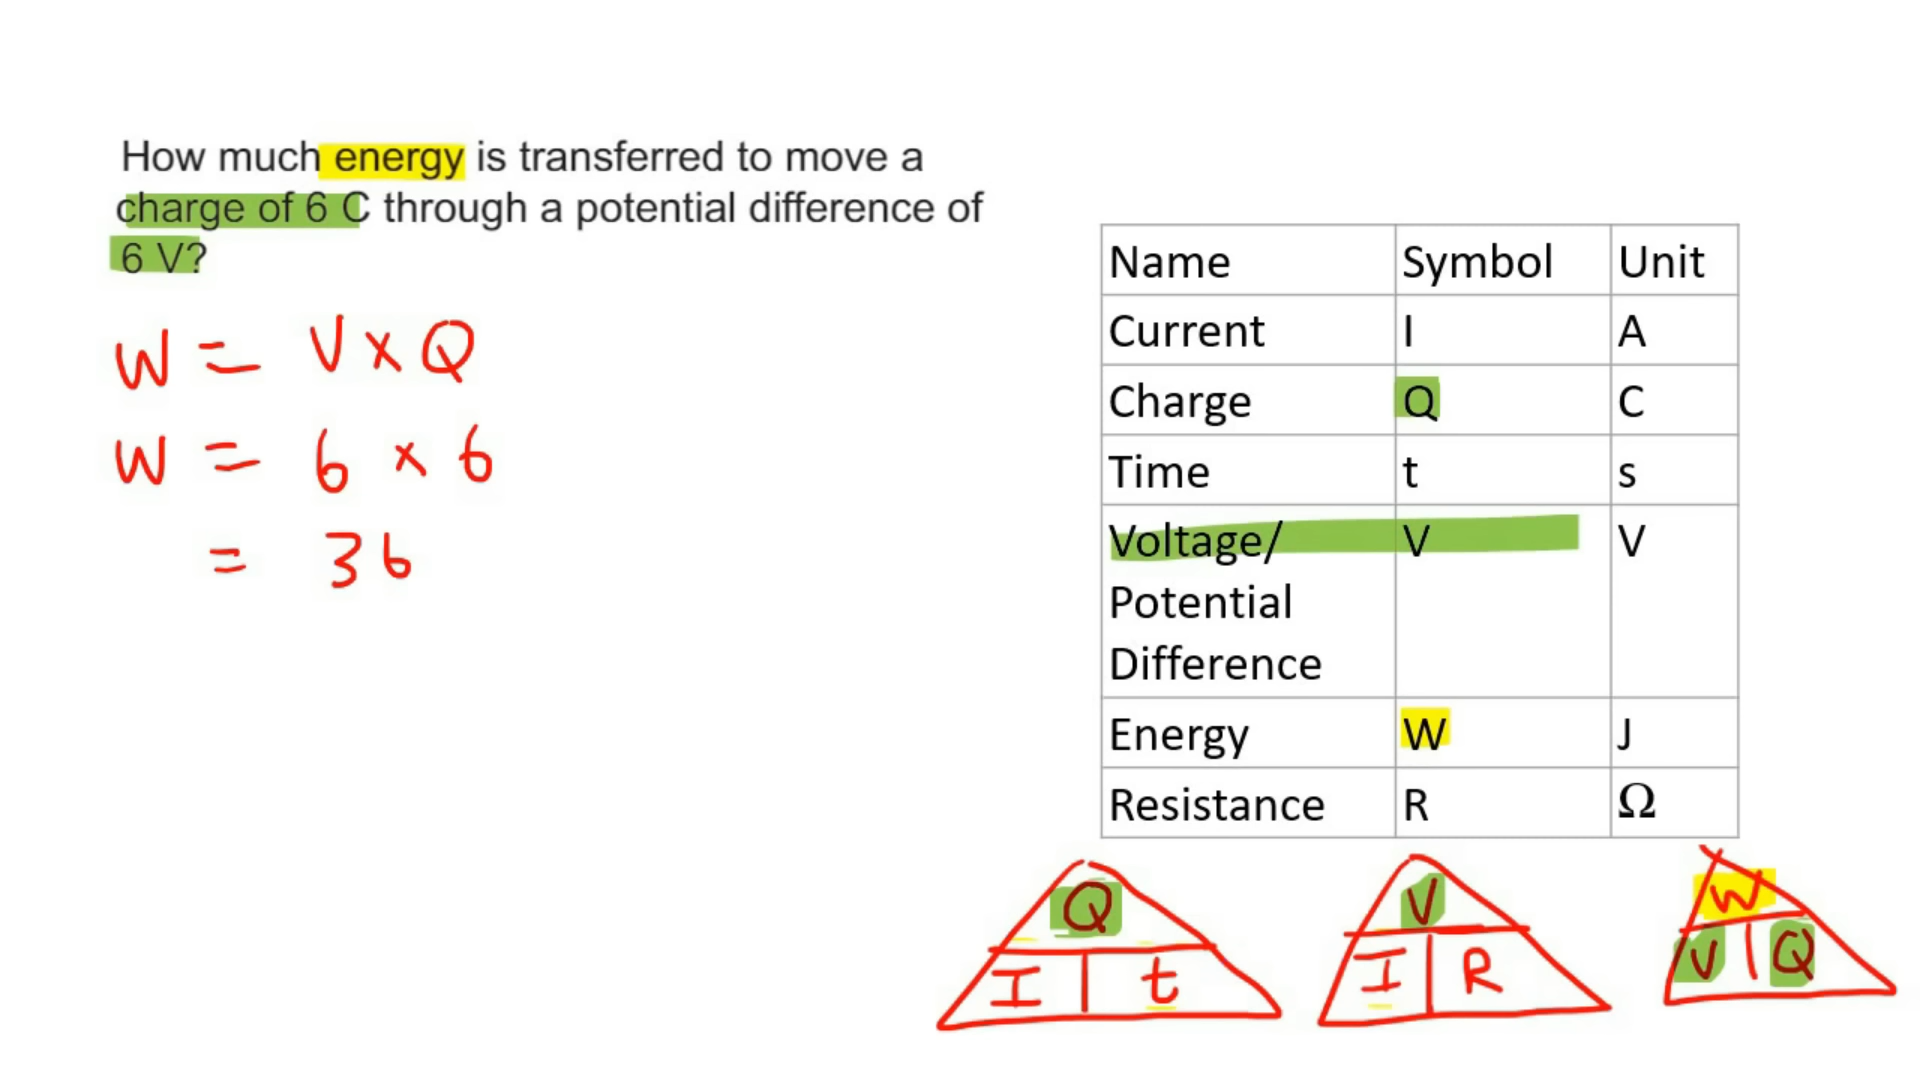 How much energy is transferred to move a
charge of 6 C through a potential difference of
6 V?
W = V x Q
W = 6 x 6
= 36
Name Symbol Unit
Current I A
Charge Q C
Time t s
Voltage/ V V
Potential
Difference
Energy W J
Resistance R Ω
Q
I t
V
I R
W
V Q